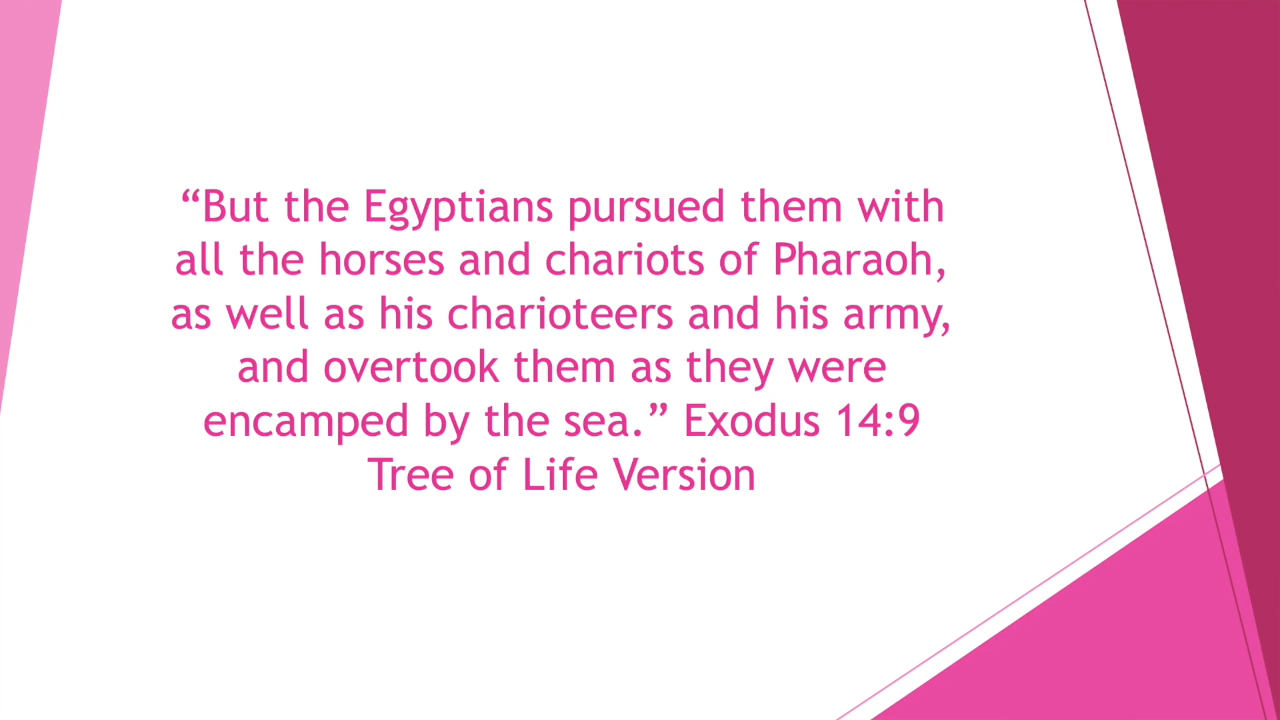 “But the Egyptians pursued them with
all the horses and chariots of Pharaoh,
as well as his charioteers and his army,
and overtook them as they were
encamped by the sea.” Exodus 14:9
Tree of Life Version